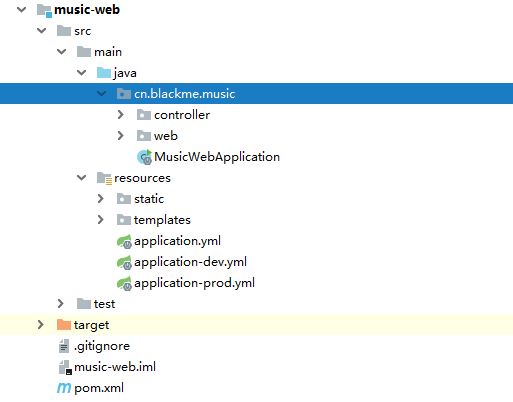 music-web
src
main
java
cn.blackme.music
controller
web
MusicWebApplication
resources
static
templates
application.yml
application-dev.yml
application-prod.yml
test
target
.gitignore
music-web.iml
pom.xml